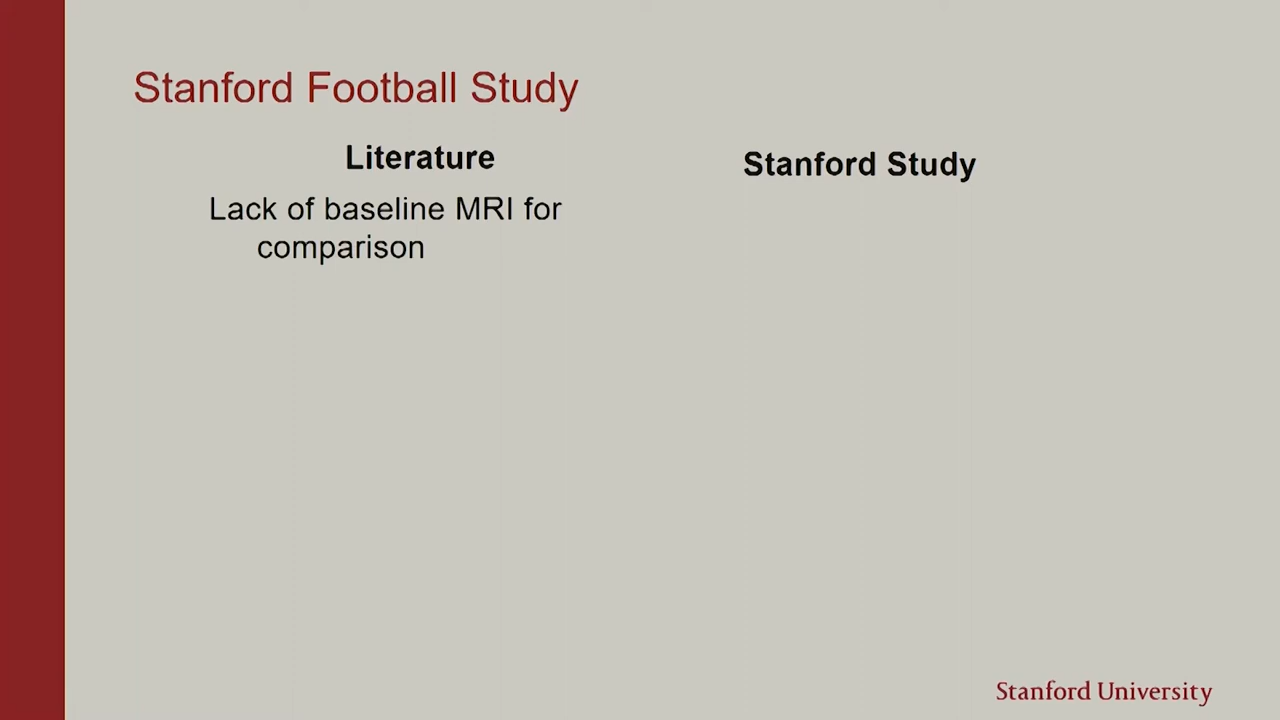 Stanford Football Study
Literature
Lack of baseline MRI for
comparison
Stanford Study
Stanford University